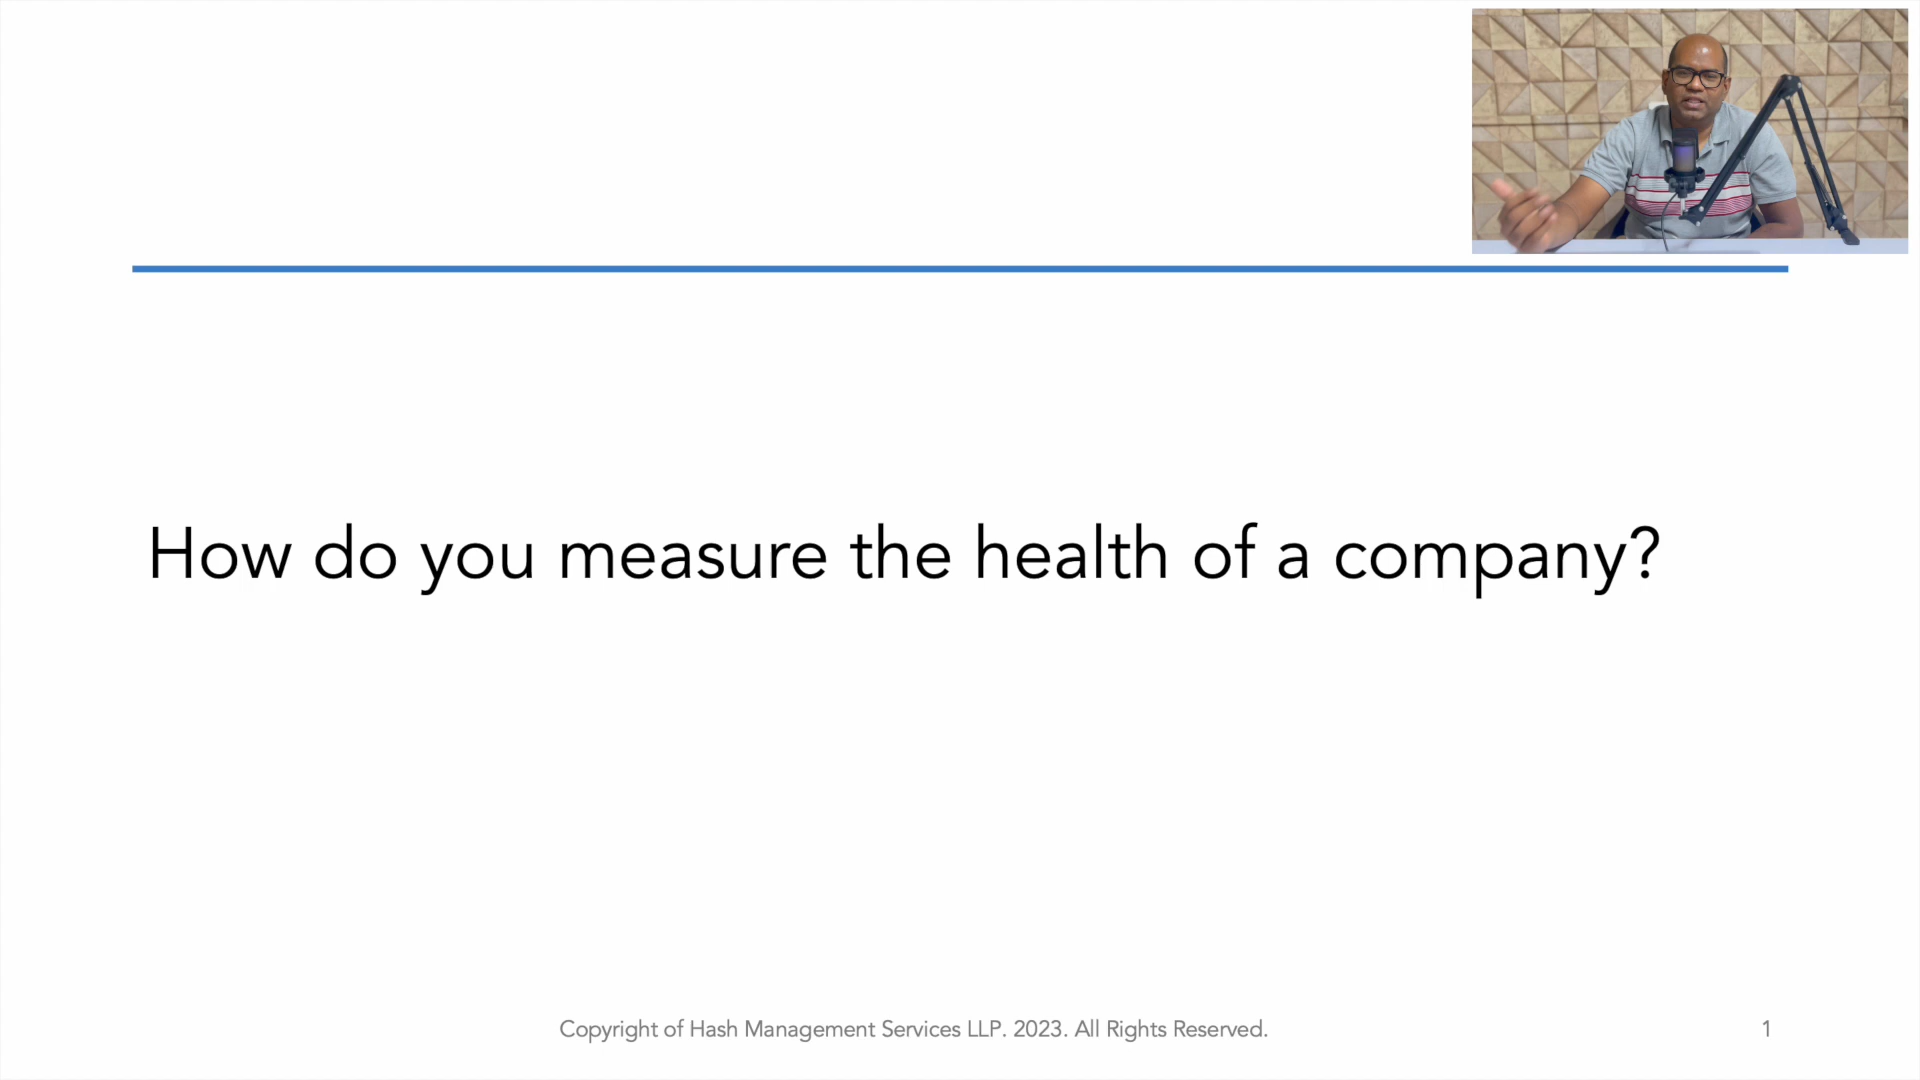 How do you measure the health of a company?
Copyright of Hash Management Services LLP. 2023. All Rights Reserved.
1